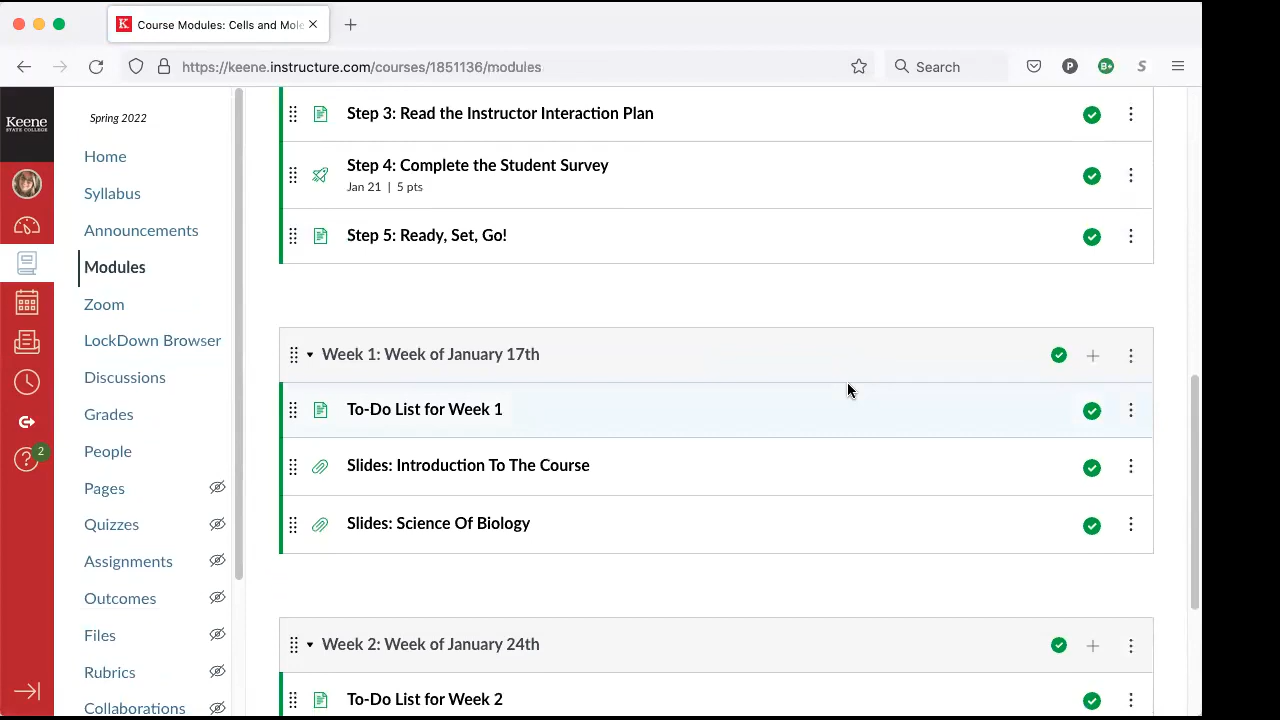 K Course Modules: Cells and Mole
https://keene.instructure.com/courses/1851136/modules
Search
P
B+
S
Keene
STATE COLLEGE
2
Spring 2022
Home
Syllabus
Announcements
Modules
Zoom
LockDown Browser
Discussions
Grades
People
Pages
Quizzes
Assignments
Outcomes
Files
Rubrics
Collaborations
Step 3: Read the Instructor Interaction Plan
Step 4: Complete the Student Survey
Jan 21 | 5 pts
Step 5: Ready, Set, Go!
Week 1: Week of January 17th
To-Do List for Week 1
Slides: Introduction To The Course
Slides: Science Of Biology
Week 2: Week of January 24th
To-Do List for Week 2